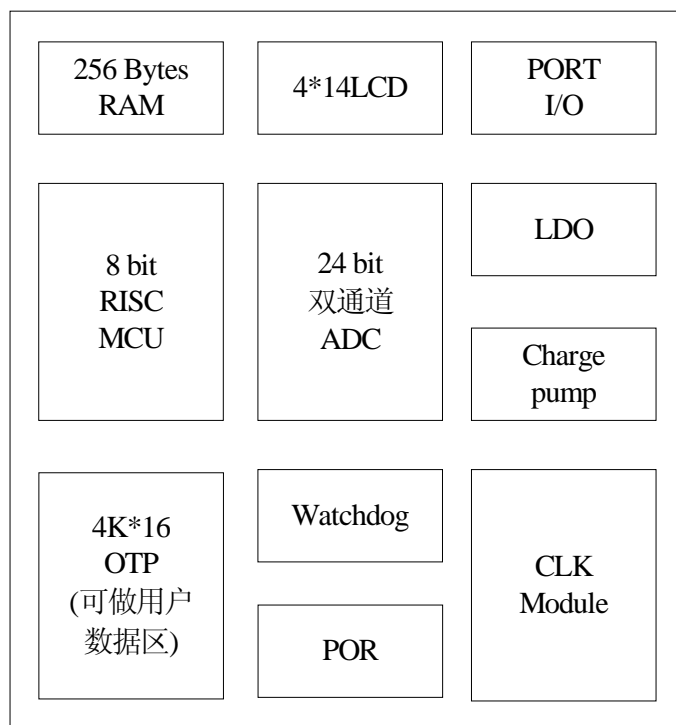 256 Bytes
RAM
4*14LCD
PORT
I/O
8 bit
RISC
MCU
24 bit
双通道
ADC
LDO
Charge
pump
4K*16
OTP
(可做用户
数据区)
Watchdog
POR
CLK
Module